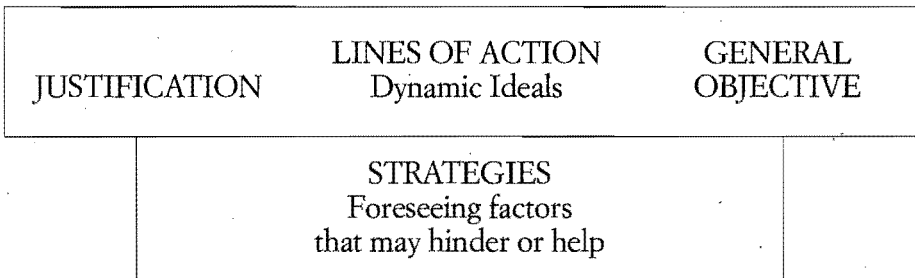 JUSTIFICATION
LINES OF ACTION
Dynamic Ideals
GENERAL
OBJECTIVE
STRATEGIES
Foreseeing factors
that may hinder or help